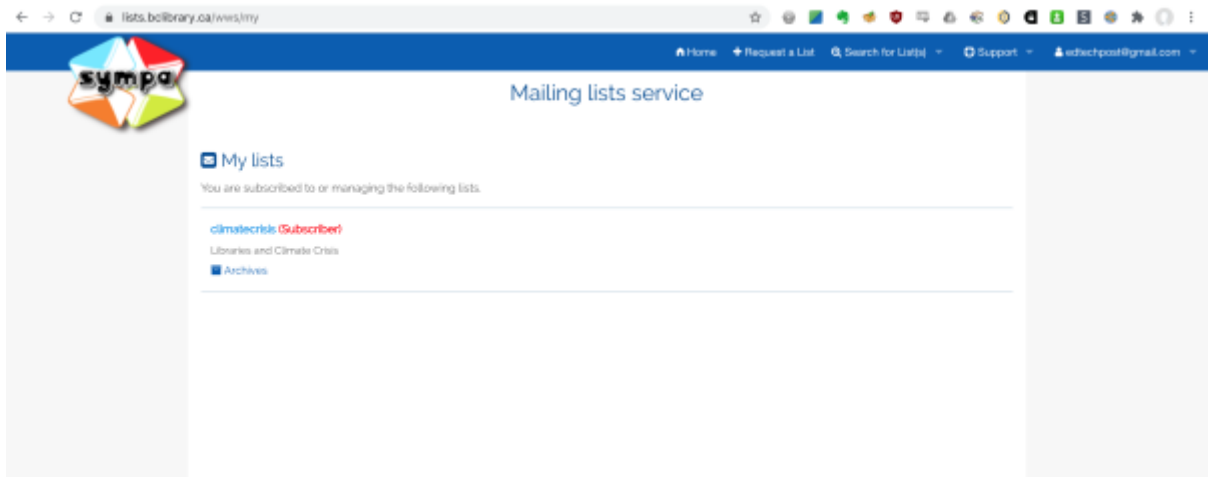 lists.bclibrary.ca/wws/my
Home Request a List Search for List(s) Support edtechpost@gmail.com
sympa
Mailing lists service
My lists
You are subscribed to or managing the following lists.
climatecrisis (Subscriber)
Libraries and Climate Crisis
Archives